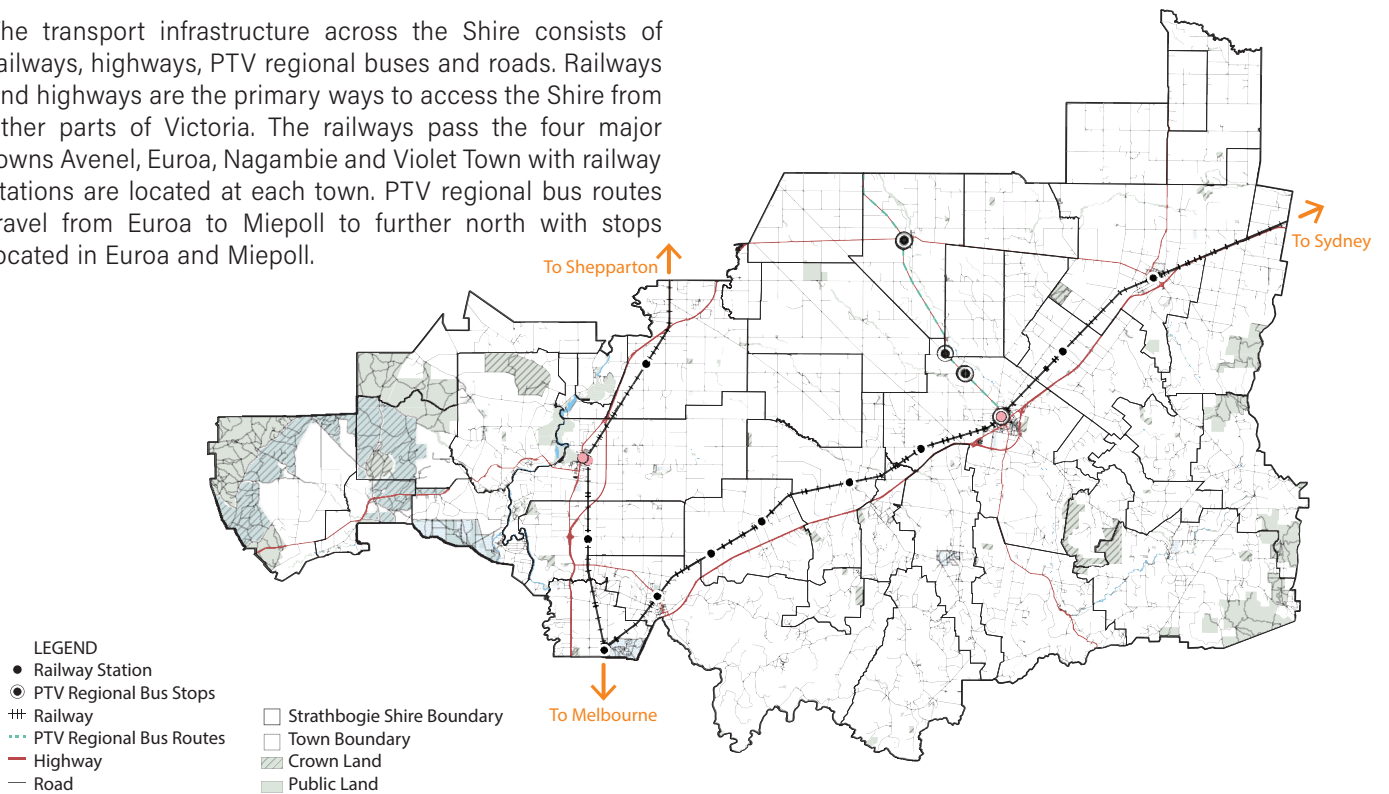 he transport infrastructure across the Shire consists of
ailways, highways, PTV regional buses and roads. Railways
nd highways are the primary ways to access the Shire from
ther parts of Victoria. The railways pass the four major
owns Avenel, Euroa, Nagambie and Violet Town with railway
tations are located at each town. PTV regional bus routes
ravel from Euroa to Miepoll to further north with stops
ocated in Euroa and Miepoll.
To Sydney
To Shepparton
To Melbourne
LEGEND
Railway Station
PTV Regional Bus Stops
Railway
PTV Regional Bus Routes
Highway
Road
Strathbogie Shire Boundary
Town Boundary
Crown Land
Public Land